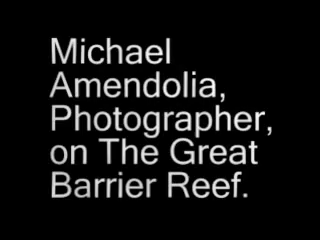 Michael
Amendolia,
Photographer,
on The Great
Barrier Reef.